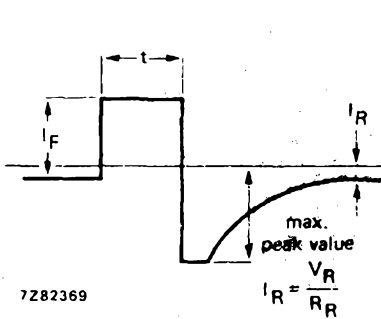 t
I_F
I_R
max.
peak value
I_R = V_R / R_R
7Z82369